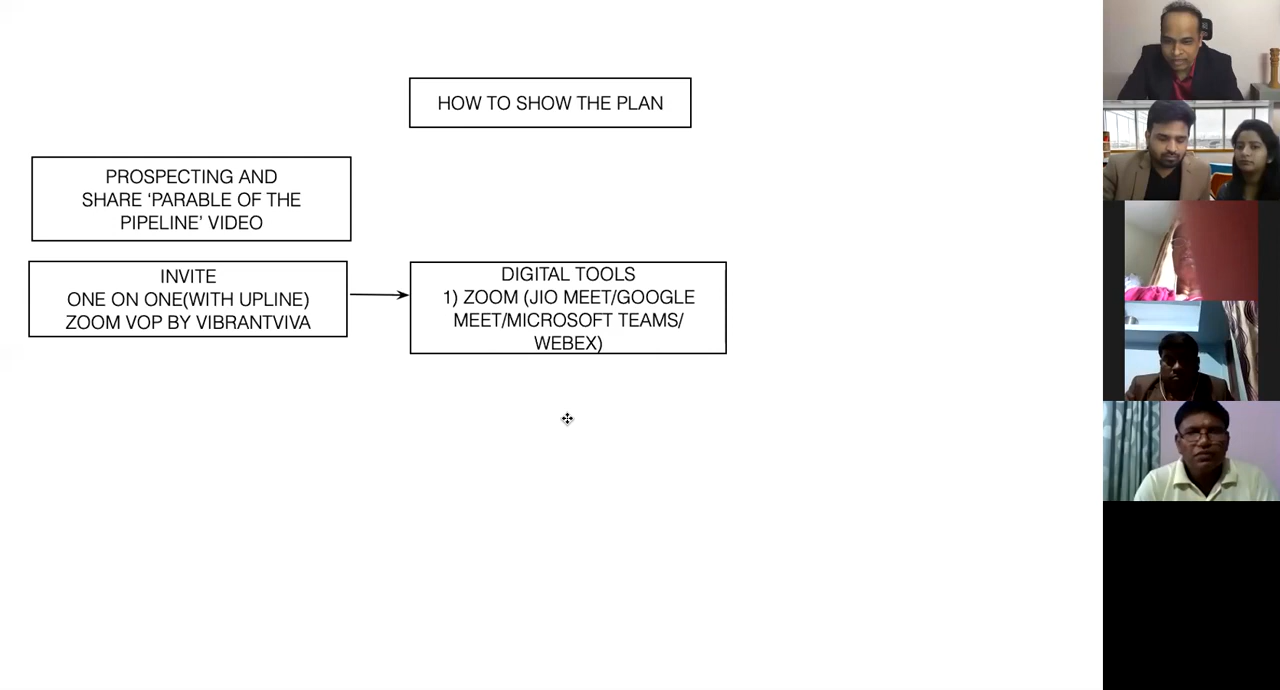 HOW TO SHOW THE PLAN
PROSPECTING AND
SHARE ‘PARABLE OF THE
PIPELINE’ VIDEO
INVITE
ONE ON ONE(WITH UPLINE)
ZOOM VOP BY VIBRANTVIVA
DIGITAL TOOLS
1) ZOOM (JIO MEET/GOOGLE
MEET/MICROSOFT TEAMS/
WEBEX)